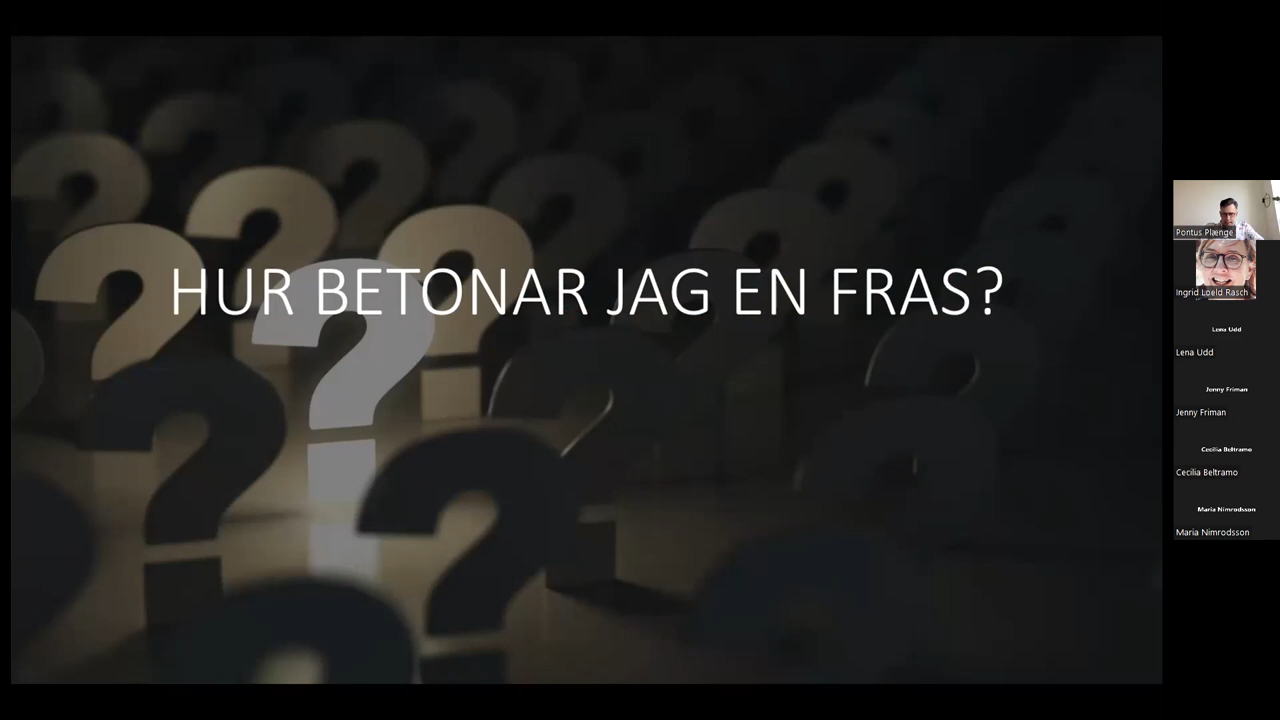 HUR BETONAR JAG EN FRAS?
Pontus Plænge
Ingrid Loeld Rasch
Lena Udd
Lena Udd
Jenny Friman
Jenny Friman
Cecilia Beltramo
Cecilia Beltramo
Maria Nimrodsson
Maria Nimrodsson